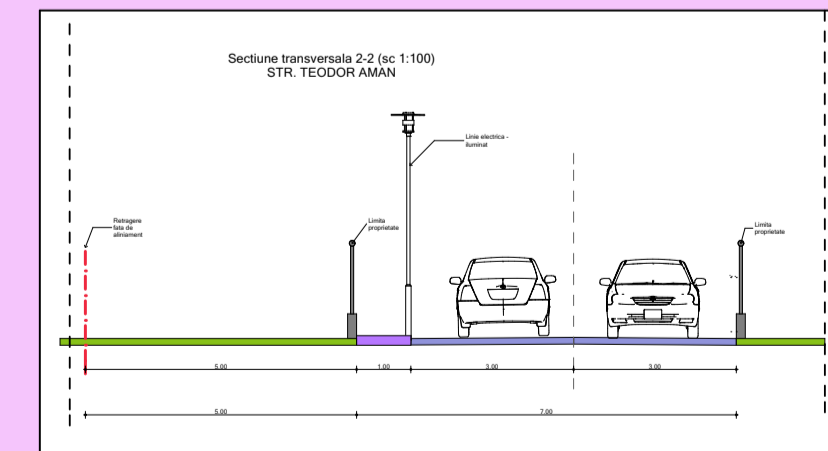 Sectiune transversala 2-2 (sc 1:100)
STR. TEODOR AMAN
Linie electrica -
iluminat
Retragere
fata de
aliniament
Limita
proprietate
Limita
proprietate
5.00
1.00
3.00
3.00
5.00
7.00